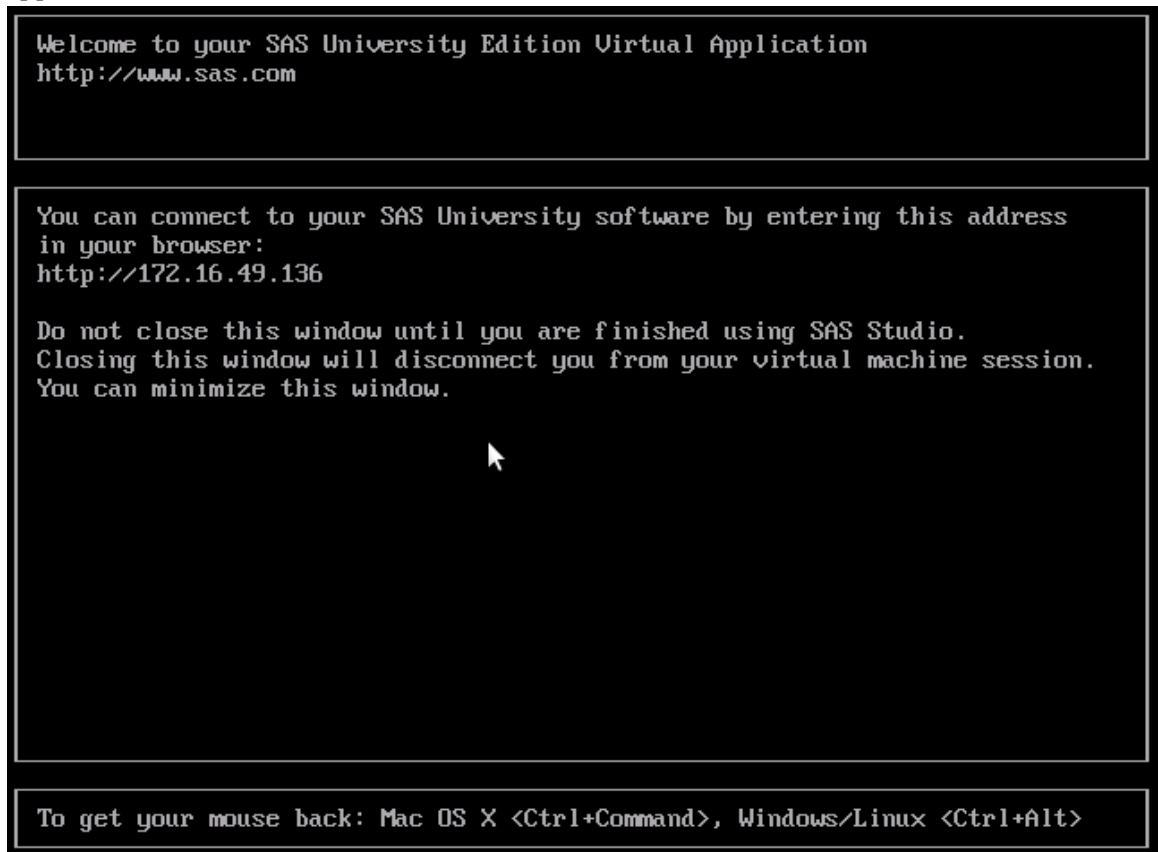 Welcome to your SAS University Edition Virtual Application
http://www.sas.com
You can connect to your SAS University software by entering this address
in your browser:
http://172.16.49.136
Do not close this window until you are finished using SAS Studio.
Closing this window will disconnect you from your virtual machine session.
You can minimize this window.
To get your mouse back: Mac OS X <Ctrl+Command>, Windows/Linux <Ctrl+Alt>